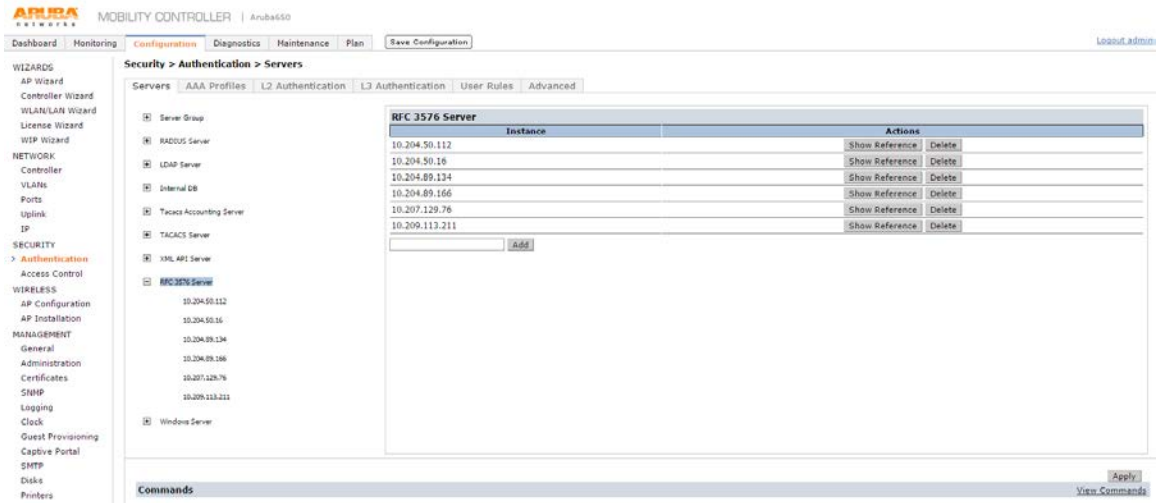 ARUBA networks MOBILITY CONTROLLER | Aruba650
Dashboard Monitoring Configuration Diagnostics Maintenance Plan Save Configuration Logout admin
WIZARDS
AP Wizard
Controller Wizard
WLAN/LAN Wizard
License Wizard
WIP Wizard
NETWORK
Controller
VLANs
Ports
Uplink
IP
SECURITY
> Authentication
Access Control
WIRELESS
AP Configuration
AP Installation
MANAGEMENT
General
Administration
Certificates
SNMP
Logging
Clock
Guest Provisioning
Captive Portal
SMTP
Disks
Printers
Security > Authentication > Servers
Servers AAA Profiles L2 Authentication L3 Authentication User Rules Advanced
Server Group
RADIUS Server
LDAP Server
Internal DB
Tacacs Accounting Server
TACACS Server
XML API Server
RFC 3576 Server
10.204.50.112
10.204.50.16
10.204.89.134
10.204.89.166
10.207.129.76
10.209.113.211
Windows Server
RFC 3576 Server
Instance Actions
10.204.50.112 Show Reference Delete
10.204.50.16 Show Reference Delete
10.204.89.134 Show Reference Delete
10.204.89.166 Show Reference Delete
10.207.129.76 Show Reference Delete
10.209.113.211 Show Reference Delete
Add
Apply
Commands View Commands